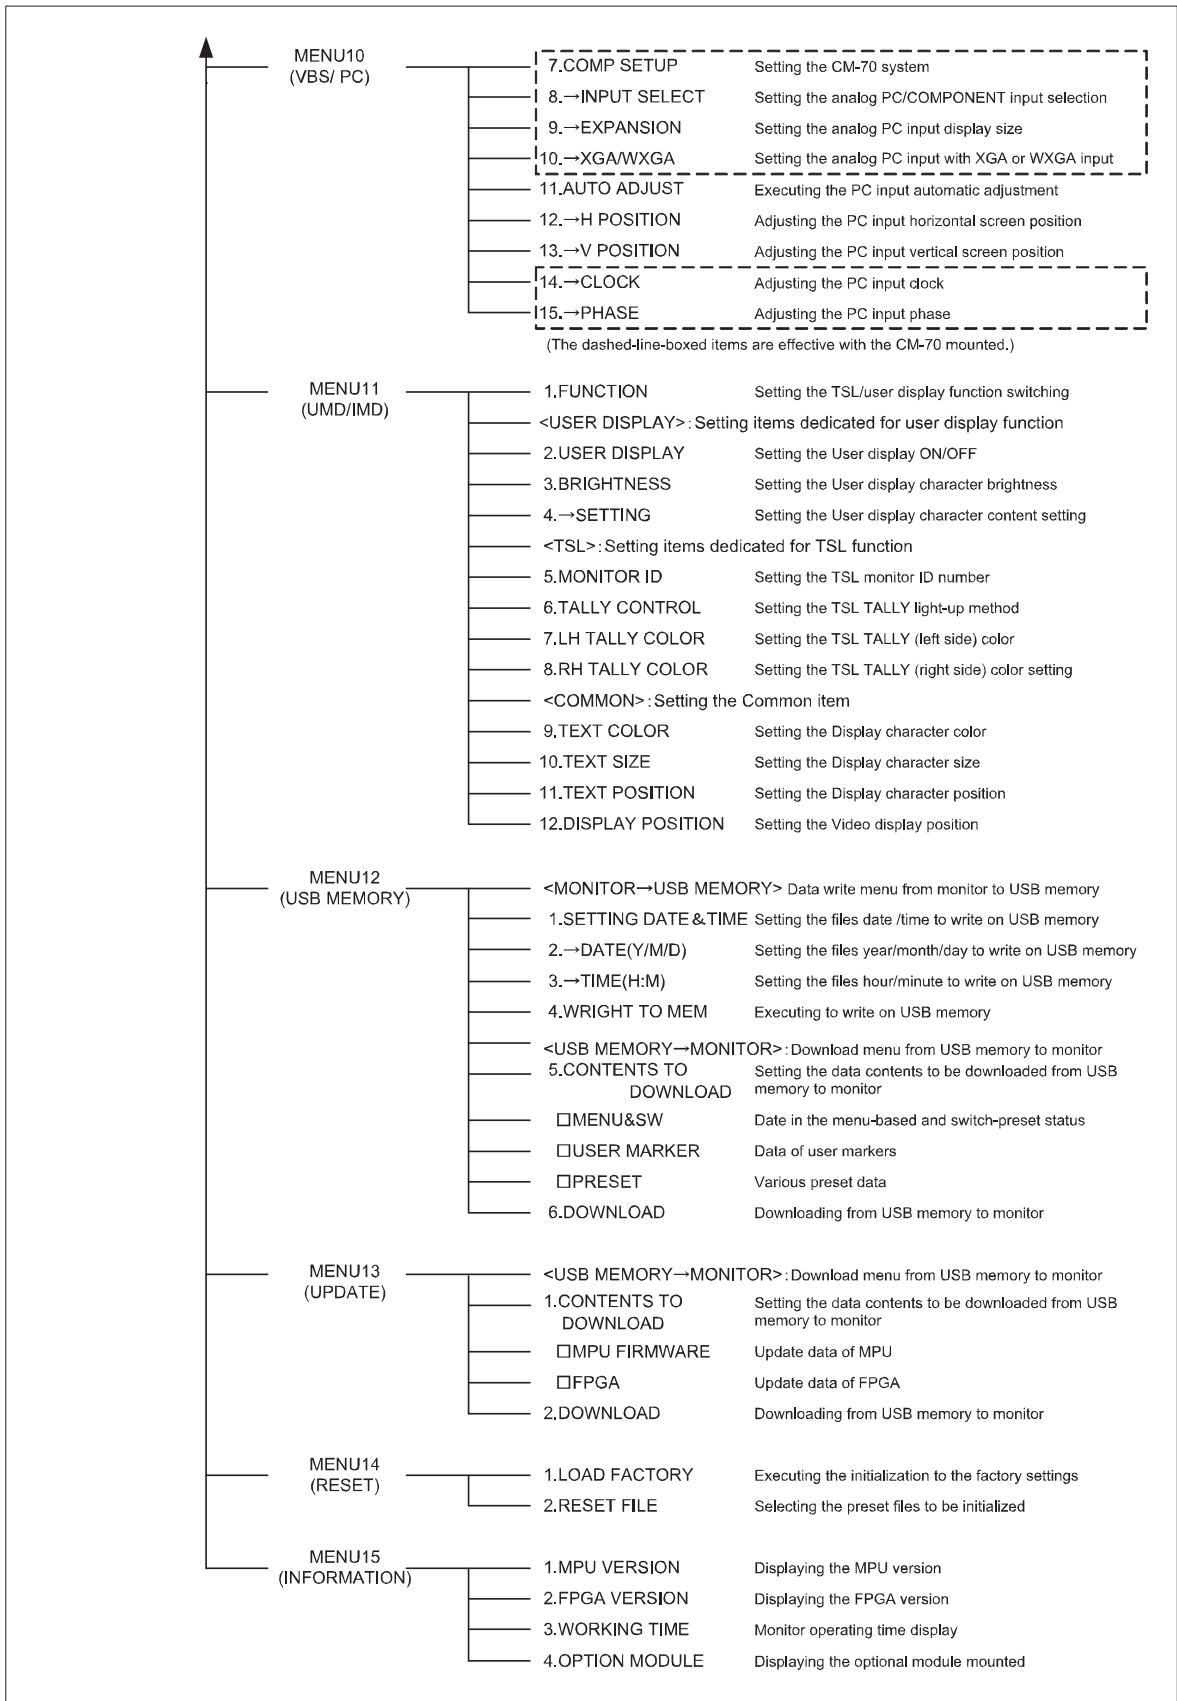 MENU10
(VBS/ PC)
7.COMP SETUP Setting the CM-70 system
8.→INPUT SELECT Setting the analog PC/COMPONENT input selection
9.→EXPANSION Setting the analog PC input display size
10.→XGA/WXGA Setting the analog PC input with XGA or WXGA input
11.AUTO ADJUST Executing the PC input automatic adjustment
12.→H POSITION Adjusting the PC input horizontal screen position
13.→V POSITION Adjusting the PC input vertical screen position
14.→CLOCK Adjusting the PC input clock
15.→PHASE Adjusting the PC input phase
(The dashed-line-boxed items are effective with the CM-70 mounted.)
MENU11
(UMD/IMD)
1.FUNCTION Setting the TSL/user display function switching
<USER DISPLAY>:Setting items dedicated for user display function
2.USER DISPLAY Setting the User display ON/OFF
3.BRIGHTNESS Setting the User display character brightness
4.→SETTING Setting the User display character content setting
<TSL>:Setting items dedicated for TSL function
5.MONITOR ID Setting the TSL monitor ID number
6.TALLY CONTROL Setting the TSL TALLY light-up method
7.LH TALLY COLOR Setting the TSL TALLY (left side) color
8.RH TALLY COLOR Setting the TSL TALLY (right side) color setting
<COMMON>:Setting the Common item
9.TEXT COLOR Setting the Display character color
10.TEXT SIZE Setting the Display character size
11.TEXT POSITION Setting the Display character position
12.DISPLAY POSITION Setting the Video display position
MENU12
(USB MEMORY)
<MONITOR→USB MEMORY> Data write menu from monitor to USB memory
1.SETTING DATE&TIME Setting the files date /time to write on USB memory
2.→DATE(Y/M/D) Setting the files year/month/day to write on USB memory
3.→TIME(H:M) Setting the files hour/minute to write on USB memory
4.WRIGHT TO MEM Executing to write on USB memory
<USB MEMORY→MONITOR>:Download menu from USB memory to monitor
5.CONTENTS TO Setting the data contents to be downloaded from USB
DOWNLOAD memory to monitor
□MENU&SW Date in the menu-based and switch-preset status
□USER MARKER Data of user markers
□PRESET Various preset data
6.DOWNLOAD Downloading from USB memory to monitor
MENU13
(UPDATE)
<USB MEMORY→MONITOR>:Download menu from USB memory to monitor
1.CONTENTS TO Setting the data contents to be downloaded from USB
DOWNLOAD memory to monitor
□MPU FIRMWARE Update data of MPU
□FPGA Update data of FPGA
2.DOWNLOAD Downloading from USB memory to monitor
MENU14
(RESET)
1.LOAD FACTORY Executing the initialization to the factory settings
2.RESET FILE Selecting the preset files to be initialized
MENU15
(INFORMATION)
1.MPU VERSION Displaying the MPU version
2.FPGA VERSION Displaying the FPGA version
3.WORKING TIME Monitor operating time display
4.OPTION MODULE Displaying the optional module mounted